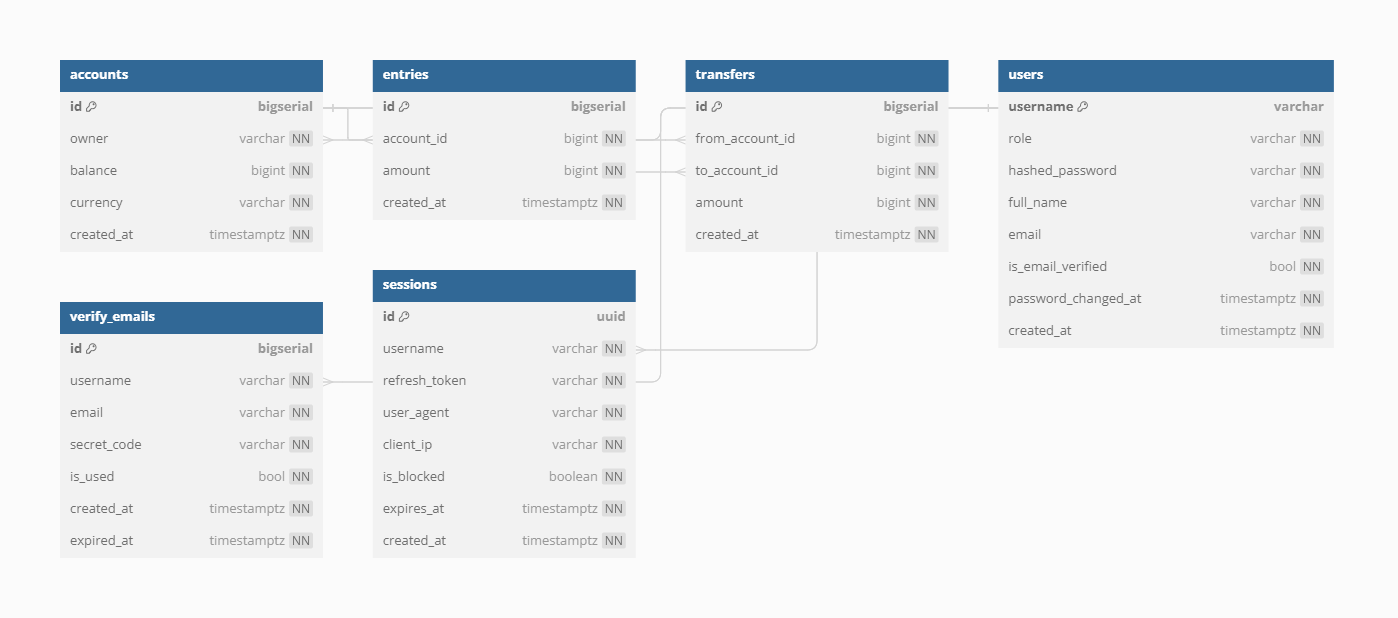 accounts
id bigserial
owner varchar NN
balance bigint NN
currency varchar NN
created_at timestamptz NN
entries
id bigserial
account_id bigint NN
amount bigint NN
created_at timestamptz NN
transfers
id bigserial
from_account_id bigint NN
to_account_id bigint NN
amount bigint NN
created_at timestamptz NN
users
username varchar
role varchar NN
hashed_password varchar NN
full_name varchar NN
email varchar NN
is_email_verified bool NN
password_changed_at timestamptz NN
created_at timestamptz NN
verify_emails
id bigserial
username varchar NN
email varchar NN
secret_code varchar NN
is_used bool NN
created_at timestamptz NN
expired_at timestamptz NN
sessions
id uuid
username varchar NN
refresh_token varchar NN
user_agent varchar NN
client_ip varchar NN
is_blocked boolean NN
expires_at timestamptz NN
created_at timestamptz NN